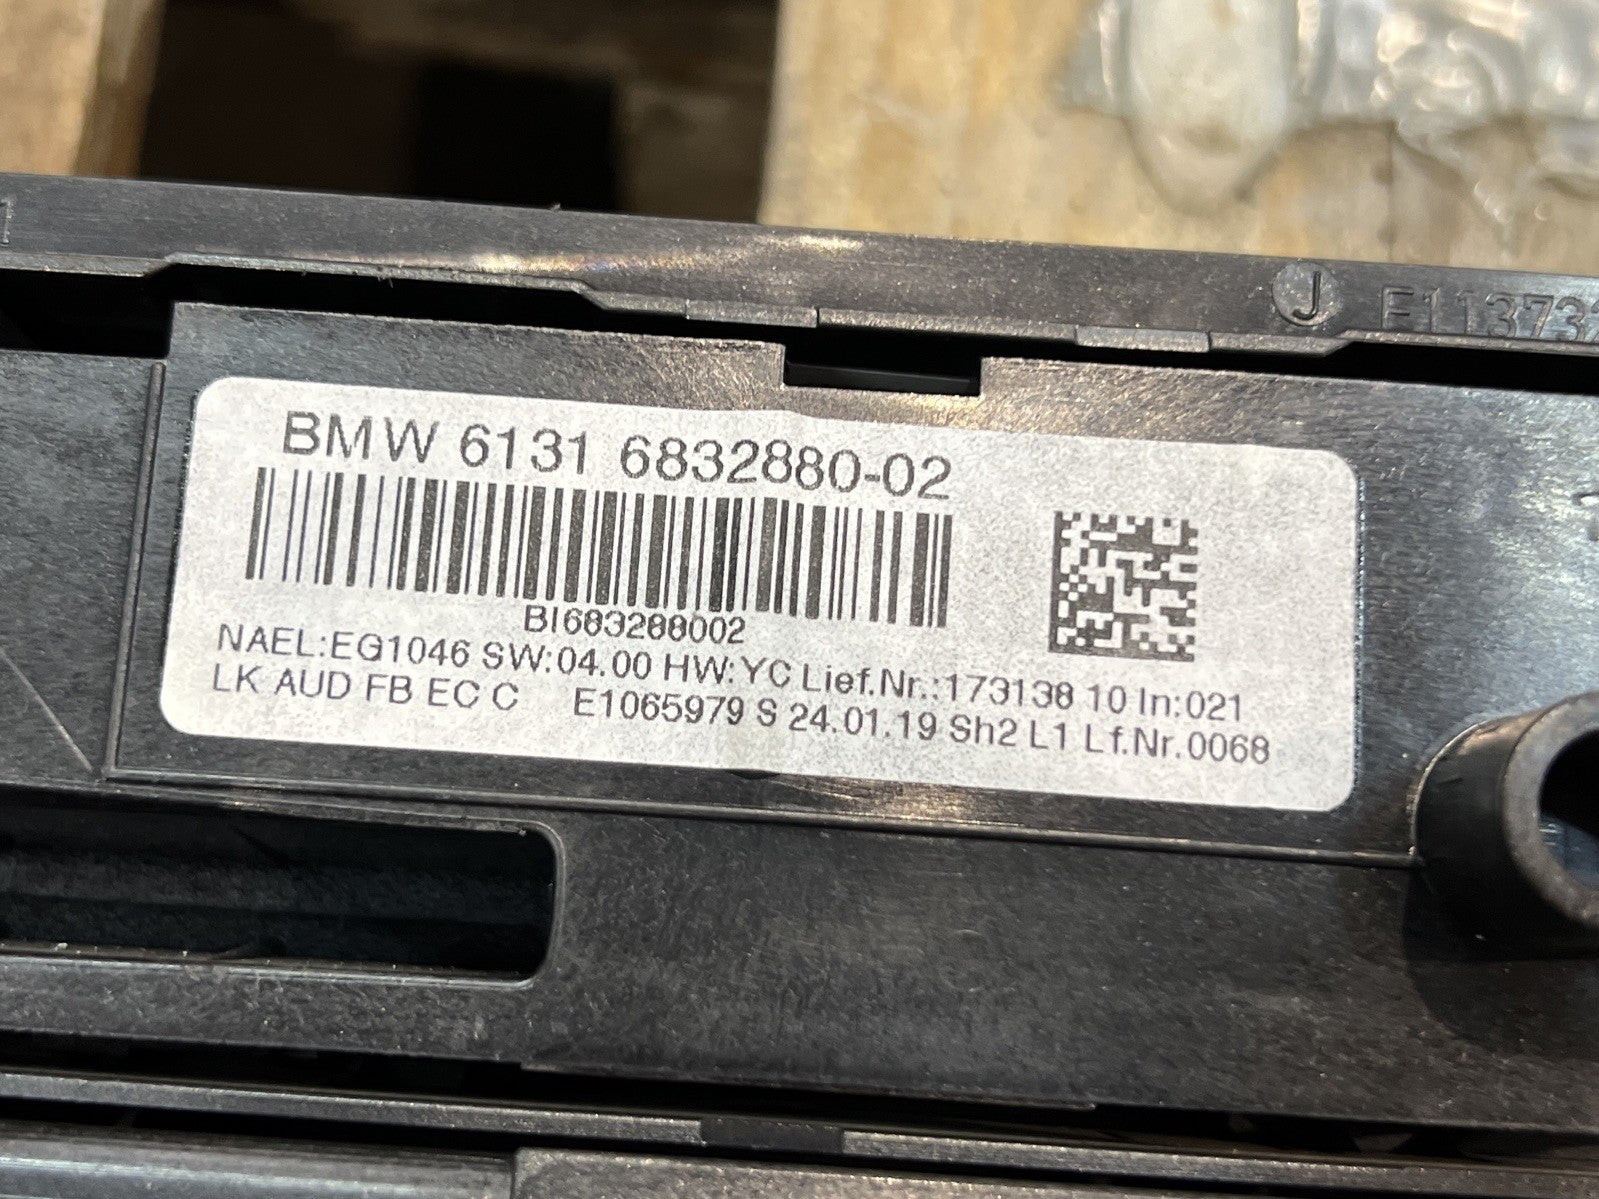 J E113732
BMW 6131 6832880-02
BI683288002
NAEL:EG1046 SW:04.00 HW:YC Lief.Nr.:173138 10 In:021
LK AUD FB EC C E1065979 S 24.01.19 Sh2 L1 Lf.Nr.0068